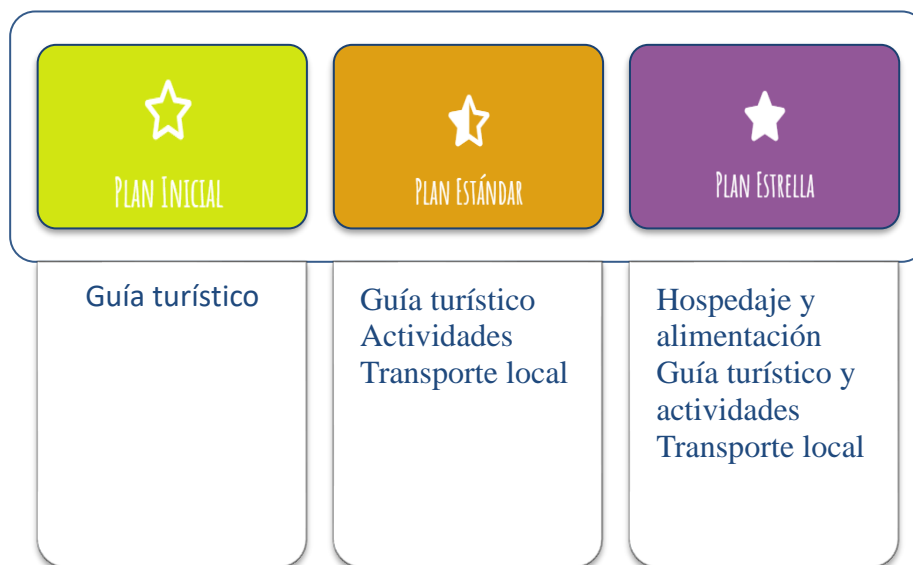 PLAN INICIAL
PLAN ESTÁNDAR
PLAN ESTRELLA
Guía turístico
Guía turístico
Actividades
Transporte local
Hospedaje y
alimentación
Guía turístico y
actividades
Transporte local